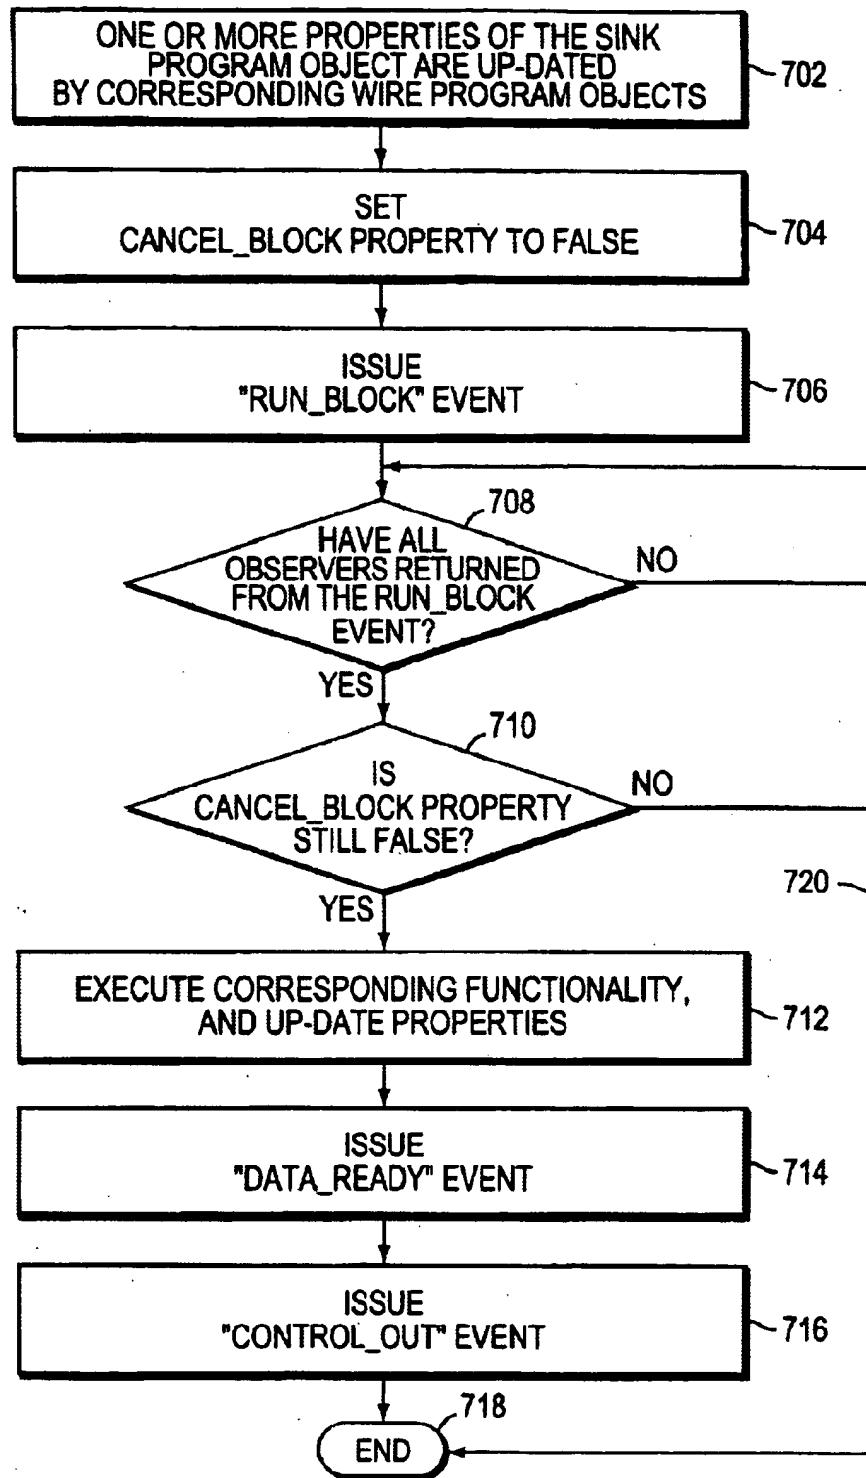 ONE OR MORE PROPERTIES OF THE SINK
PROGRAM OBJECT ARE UP-DATED
BY CORRESPONDING WIRE PROGRAM OBJECTS
702
SET
CANCEL_BLOCK PROPERTY TO FALSE
704
ISSUE
"RUN_BLOCK" EVENT
706
708
HAVE ALL
OBSERVERS RETURNED
FROM THE RUN_BLOCK
EVENT?
NO
YES
710
IS
CANCEL_BLOCK PROPERTY
STILL FALSE?
NO
YES
720
EXECUTE CORRESPONDING FUNCTIONALITY,
AND UP-DATE PROPERTIES
712
ISSUE
"DATA_READY" EVENT
714
ISSUE
"CONTROL_OUT" EVENT
716
718
END